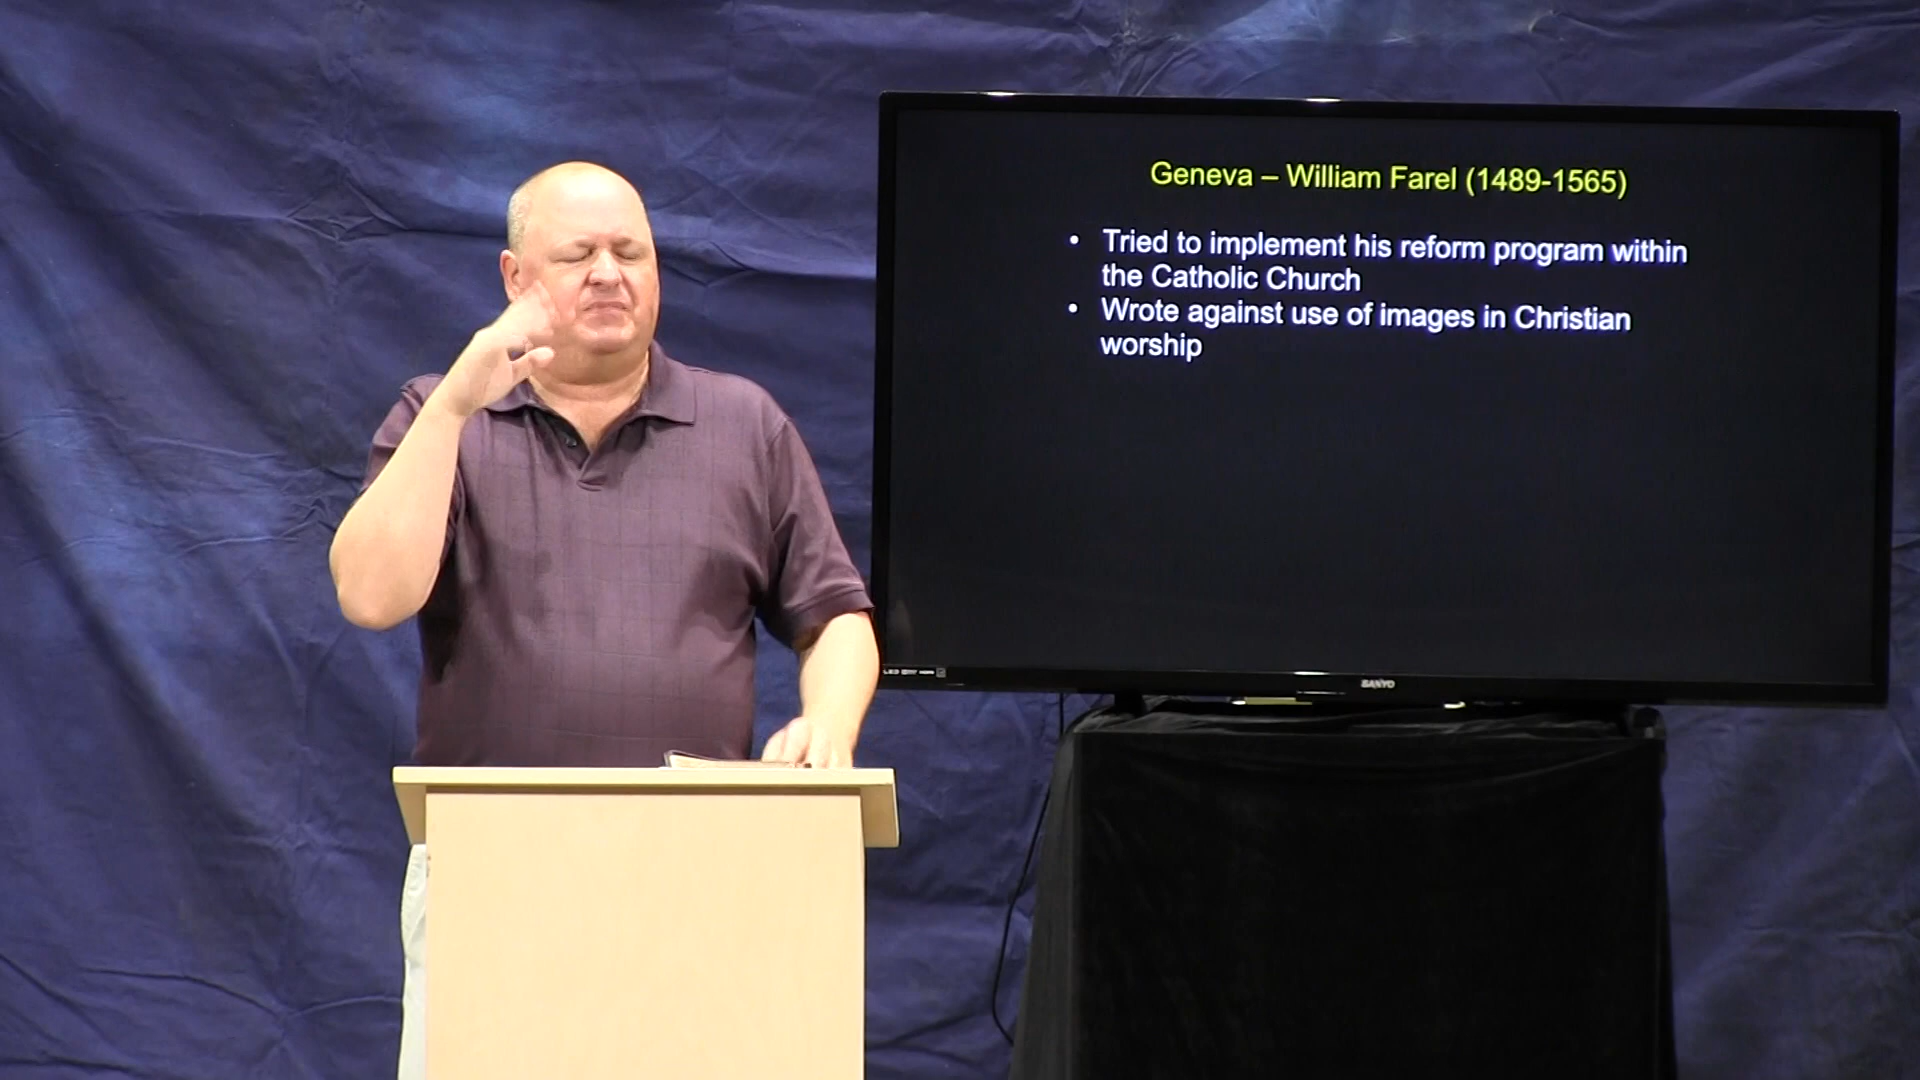 Geneva – William Farel (1489-1565)
• Tried to implement his reform program within
the Catholic Church
• Wrote against use of images in Christian
worship
SANYO